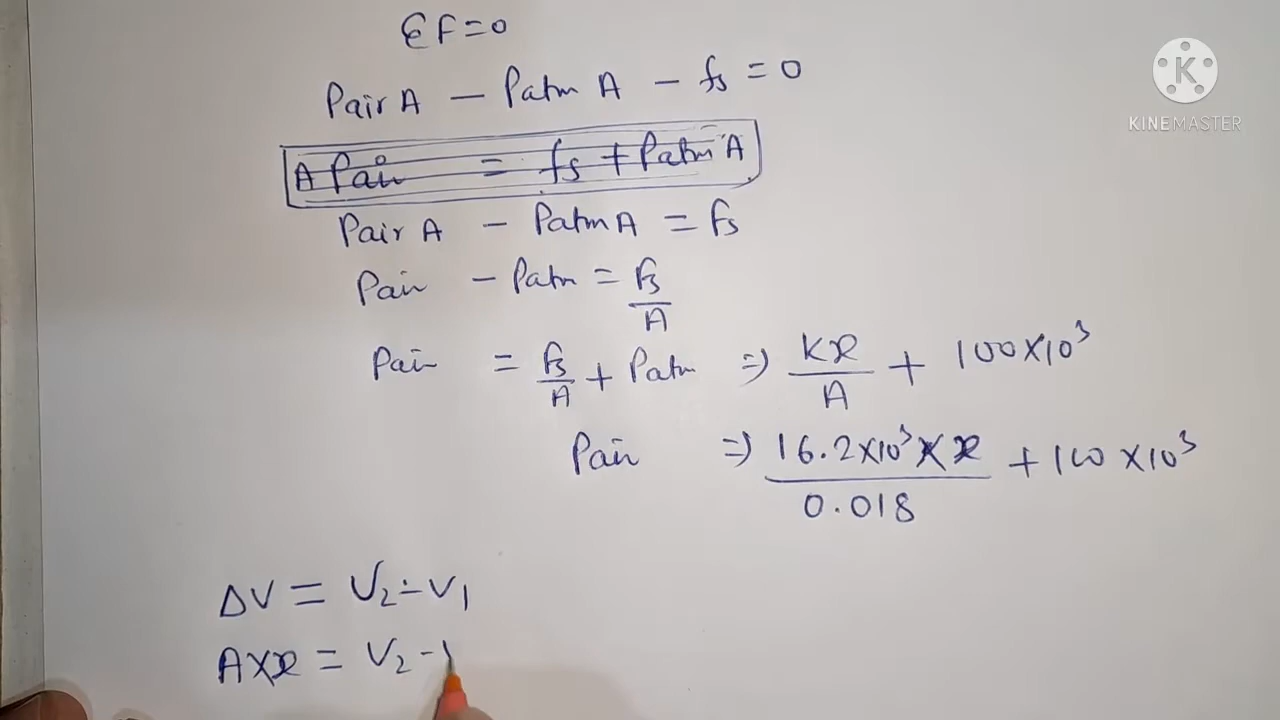 ΣF=0
K
KINEMASTER
Pair A - Patm A - fs = 0
A Pair = fs + Patm A
Pair A - Patm A = Fs
Pair - Patm = Fs/A
Pair = Fs/A + Patm ⇒ Kx/A + 100×10³
Pair ⇒ 16.2×10³×x/0.018 + 100×10³
ΔV = V₂-V₁
A×x = V₂-